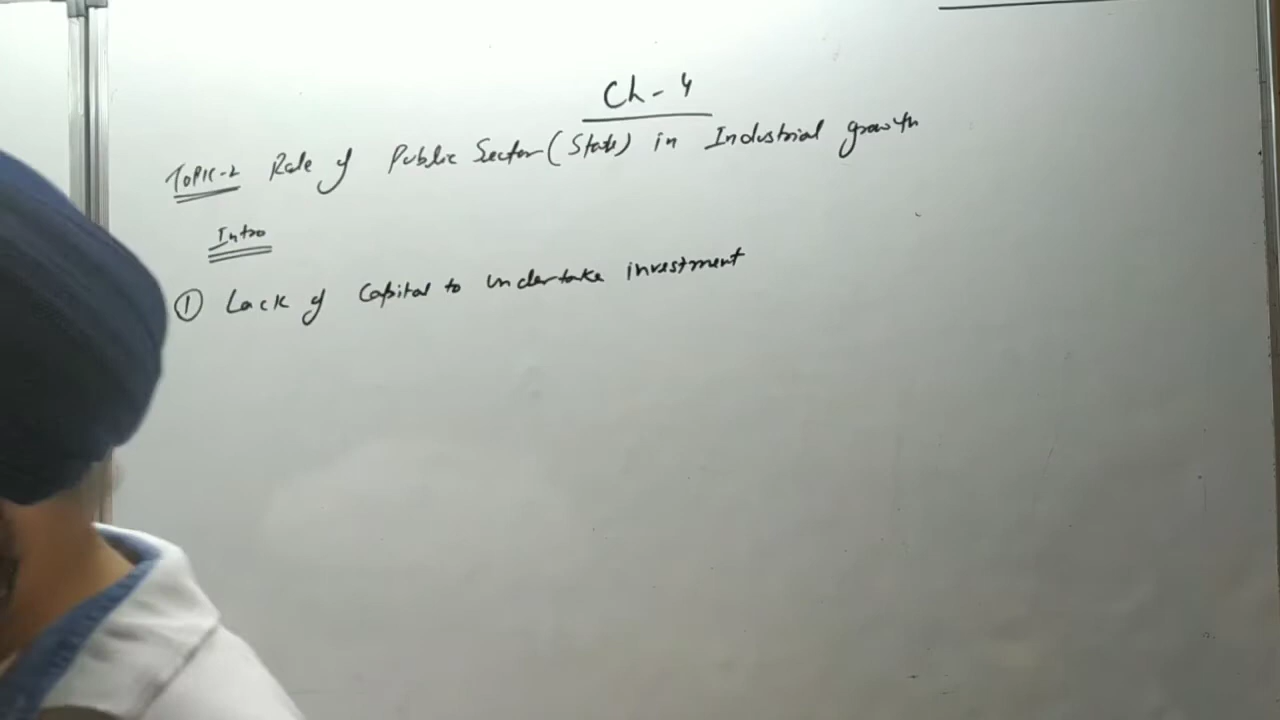 Ch-4
TOPIC-2 Role of Public Sector (State) in Industrial growth
Intro
① Lack of Capital to undertake investment